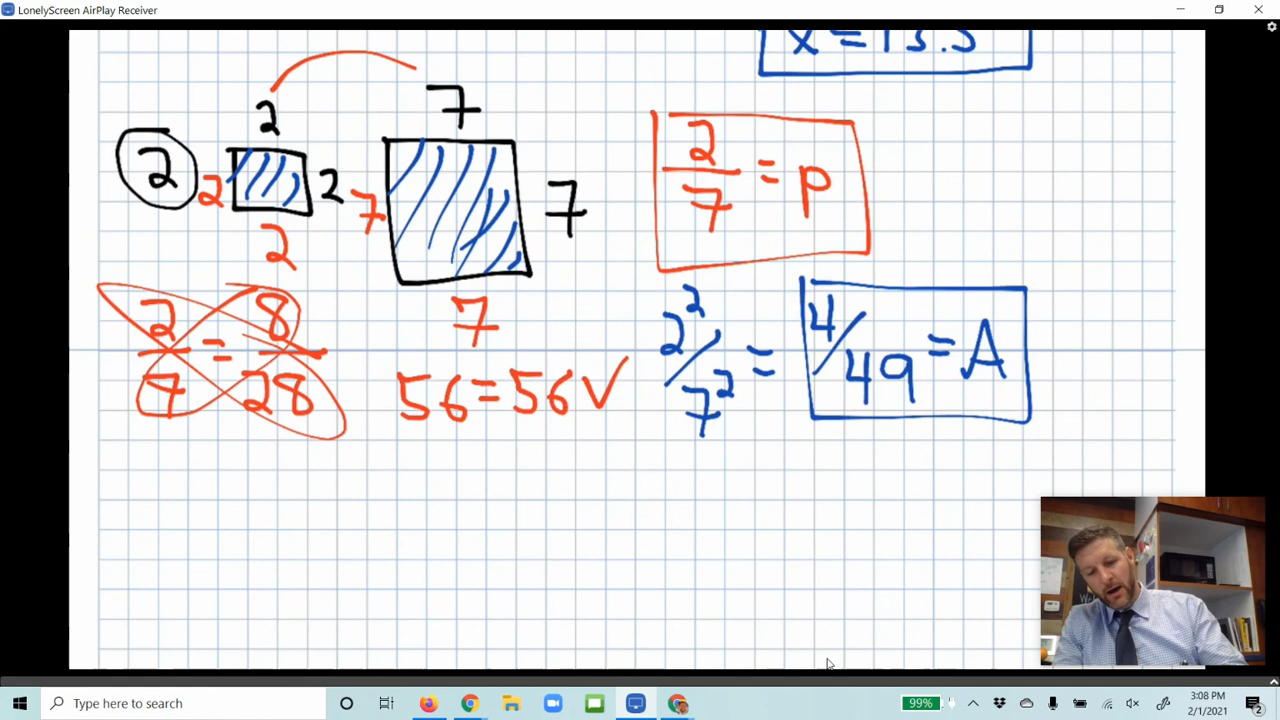 LonelyScreen AirPlay Receiver
x = 13.5
2
7
2
2
2
7
7
2
7
2/7 = p
2/7 = 8/28
56 = 56 ✓
2²/7² =
4/49 = A
Type here to search
99%
3:08 PM
2/1/2021
2